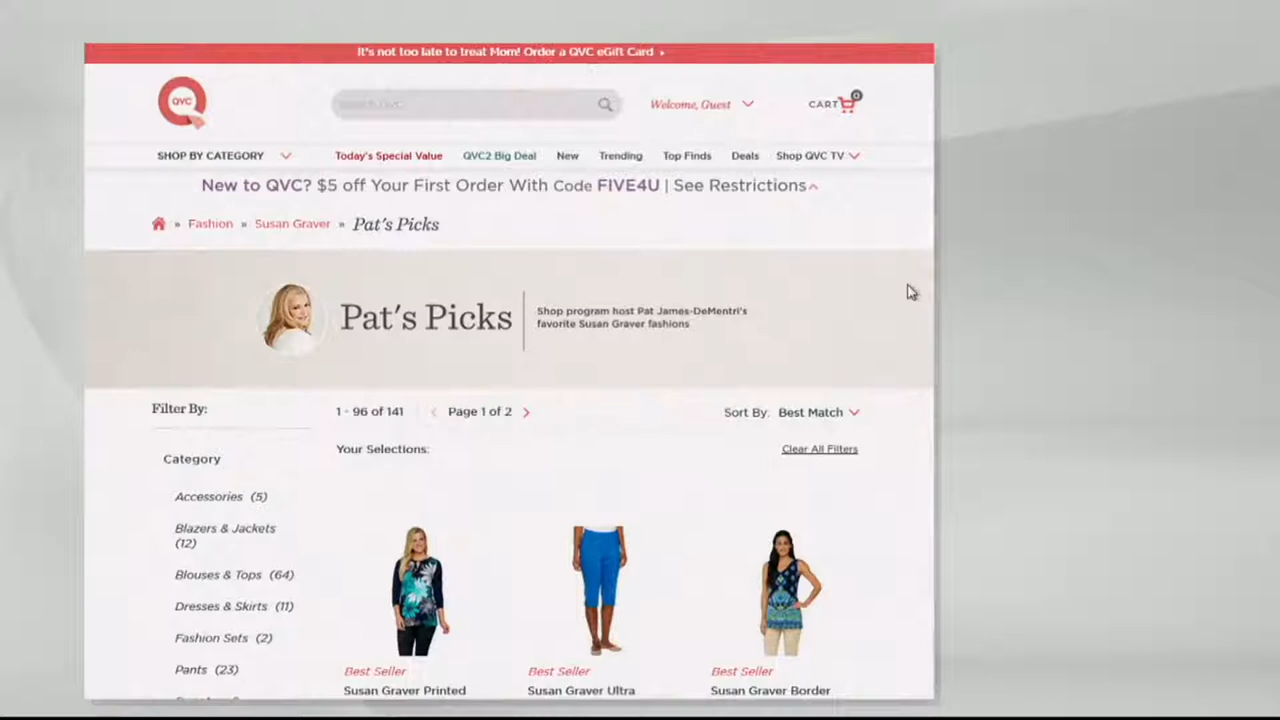 It's not too late to treat Mom! Order a QVC eGift Card ▸
QVC
Welcome, Guest
CART
0
SHOP BY CATEGORY
Today's Special Value
QVC2 Big Deal
New
Trending
Top Finds
Deals
Shop QVC TV
New to QVC? $5 off Your First Order With Code FIVE4U | See Restrictions
» Fashion » Susan Graver » Pat's Picks
Pat's Picks
Shop program host Pat James-DeMentri's
favorite Susan Graver fashions
Filter By:
1 - 96 of 141
Page 1 of 2
Sort By: Best Match
Your Selections:
Clear All Filters
Category
Accessories (5)
Blazers & Jackets
(12)
Blouses & Tops (64)
Dresses & Skirts (11)
Fashion Sets (2)
Pants (23)
Best Seller
Susan Graver Printed
Best Seller
Susan Graver Ultra
Best Seller
Susan Graver Border